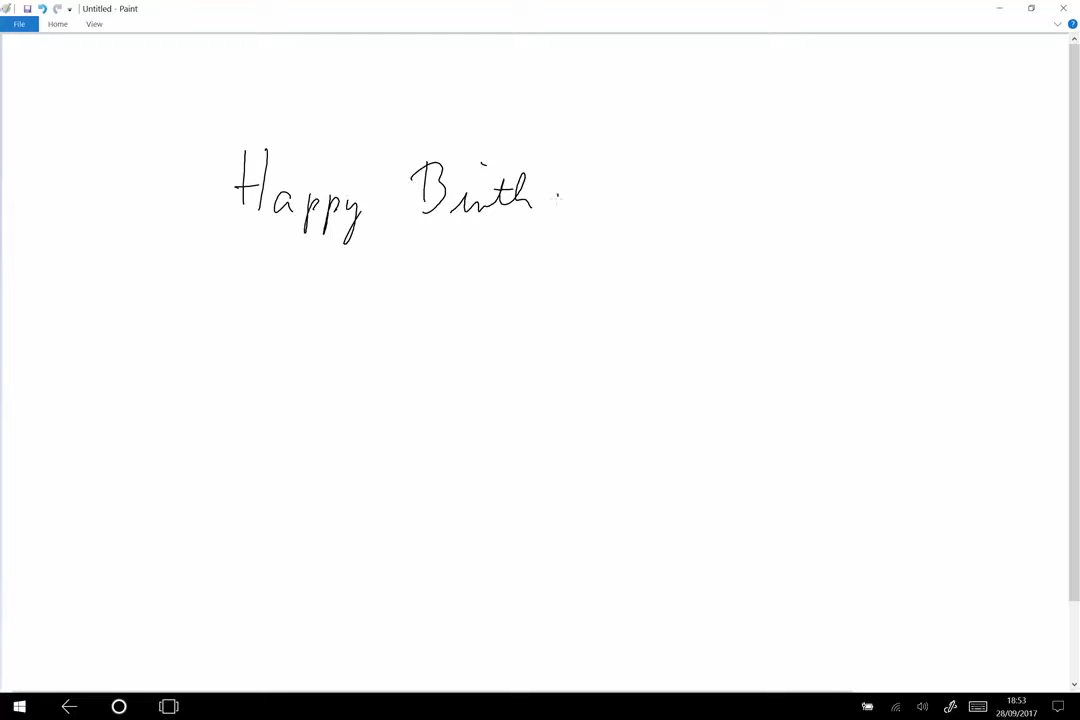 Untitled - Paint
File Home View
Happy Birth
18:53
28/09/2017